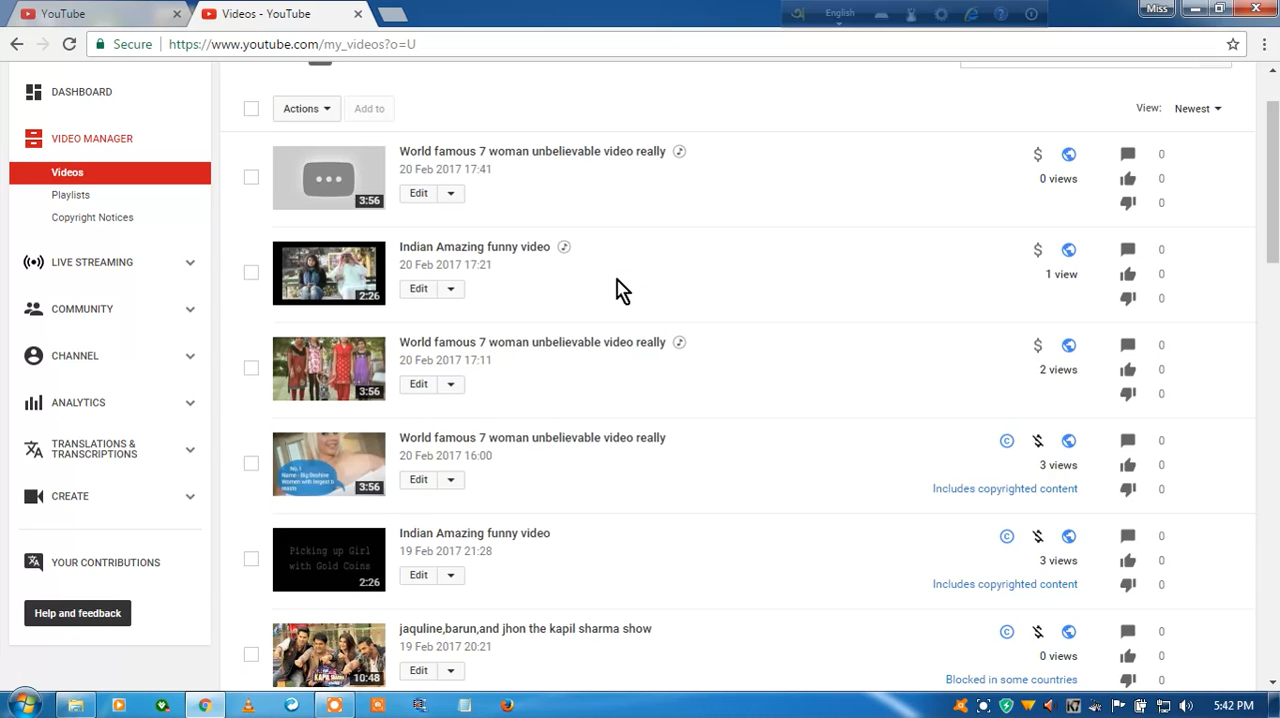 YouTube
Videos - YouTube
English
Miss
Secure
https://www.youtube.com/my_videos?o=U
DASHBOARD
VIDEO MANAGER
Videos
Playlists
Copyright Notices
LIVE STREAMING
COMMUNITY
CHANNEL
ANALYTICS
TRANSLATIONS &
TRANSCRIPTIONS
CREATE
YOUR CONTRIBUTIONS
Help and feedback
Actions
Add to
View: Newest
World famous 7 woman unbelievable video really
20 Feb 2017 17:41
Edit
3:56
0 views
0
0
0
Indian Amazing funny video
20 Feb 2017 17:21
Edit
2:26
1 view
0
0
0
World famous 7 woman unbelievable video really
20 Feb 2017 17:11
Edit
3:56
2 views
0
0
0
World famous 7 woman unbelievable video really
20 Feb 2017 16:00
Edit
No. 1
Women with largest b
3:56
3 views
Includes copyrighted content
0
0
0
Indian Amazing funny video
19 Feb 2017 21:28
Edit
Picking up Girl
with Gold Coins
2:26
3 views
Includes copyrighted content
0
0
0
jaquline,barun,and jhon the kapil sharma show
19 Feb 2017 20:21
Edit
10:48
0 views
Blocked in some countries
0
0
0
5:42 PM